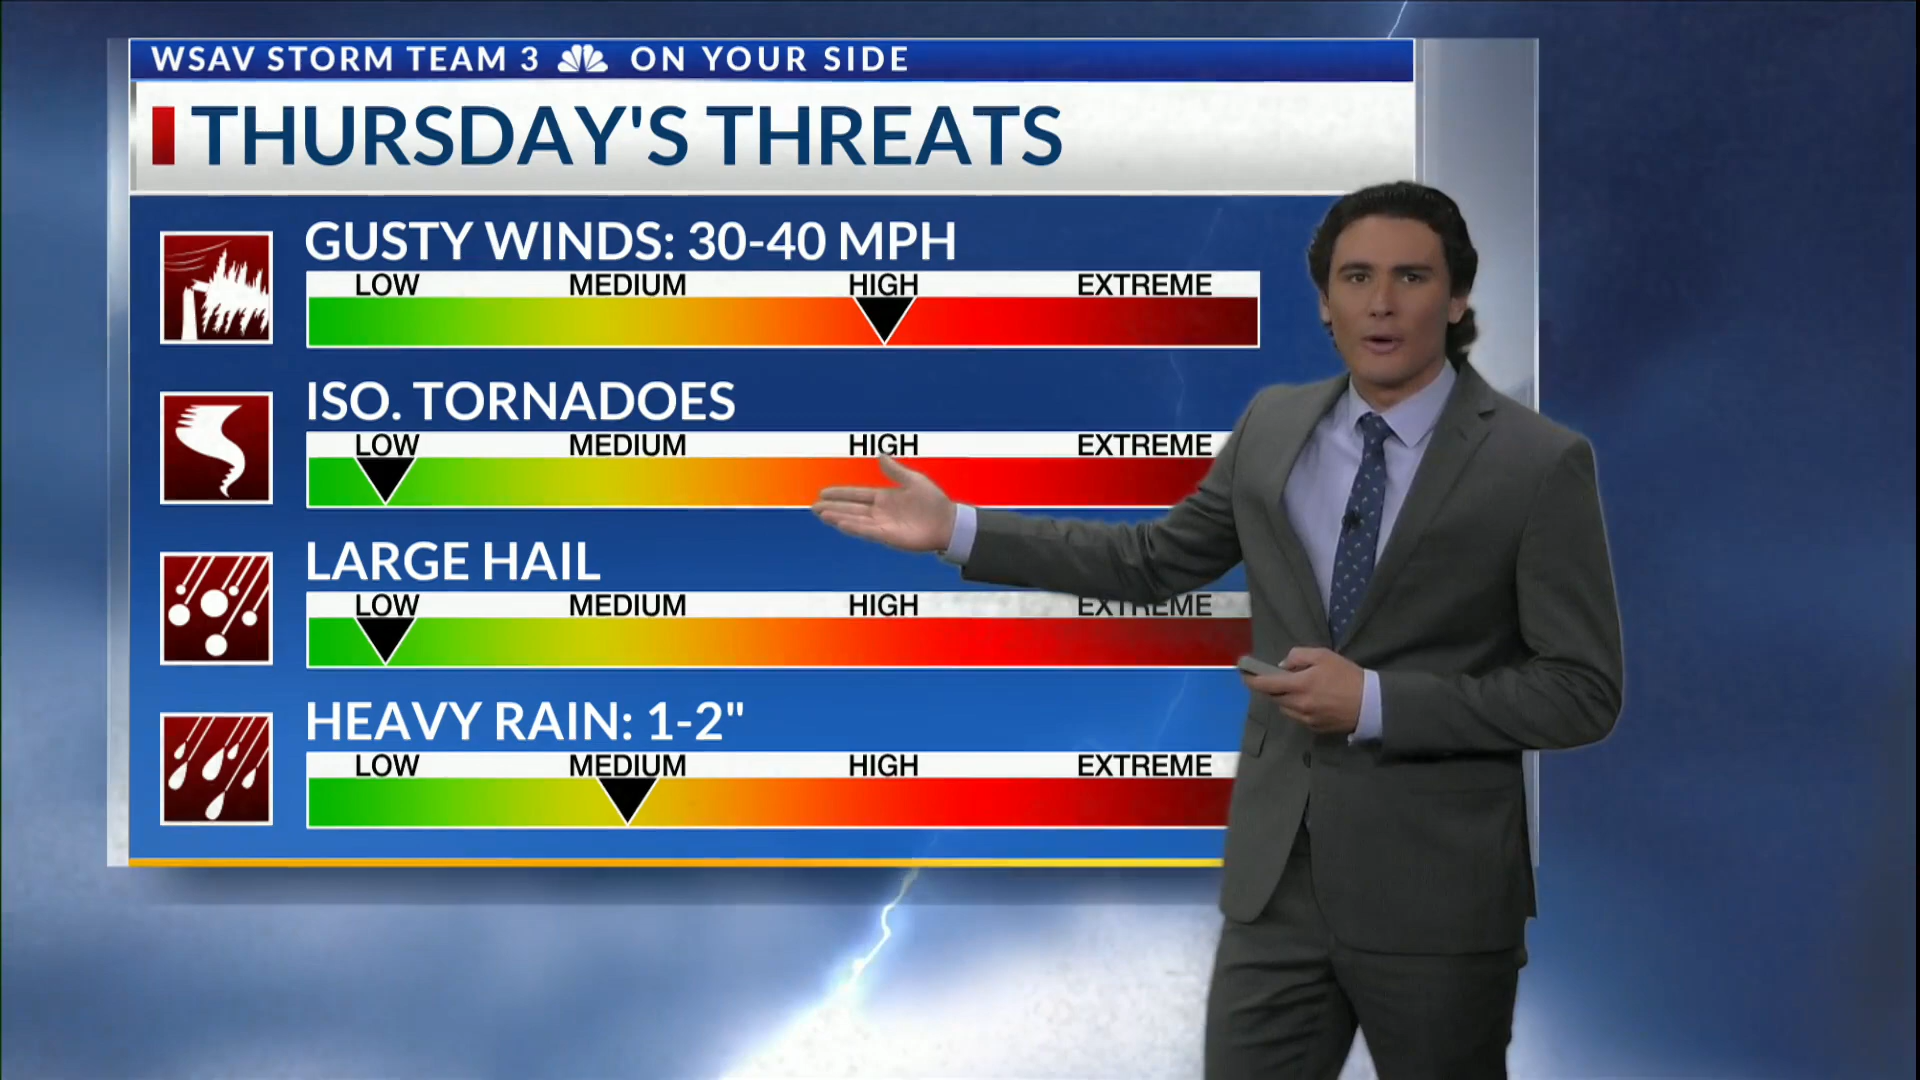 WSAV STORM TEAM 3 ON YOUR SIDE
THURSDAY'S THREATS
GUSTY WINDS: 30-40 MPH
LOW MEDIUM HIGH EXTREME
ISO. TORNADOES
LOW MEDIUM HIGH EXTREME
LARGE HAIL
LOW MEDIUM HIGH EXTREME
HEAVY RAIN: 1-2"
LOW MEDIUM HIGH EXTREME